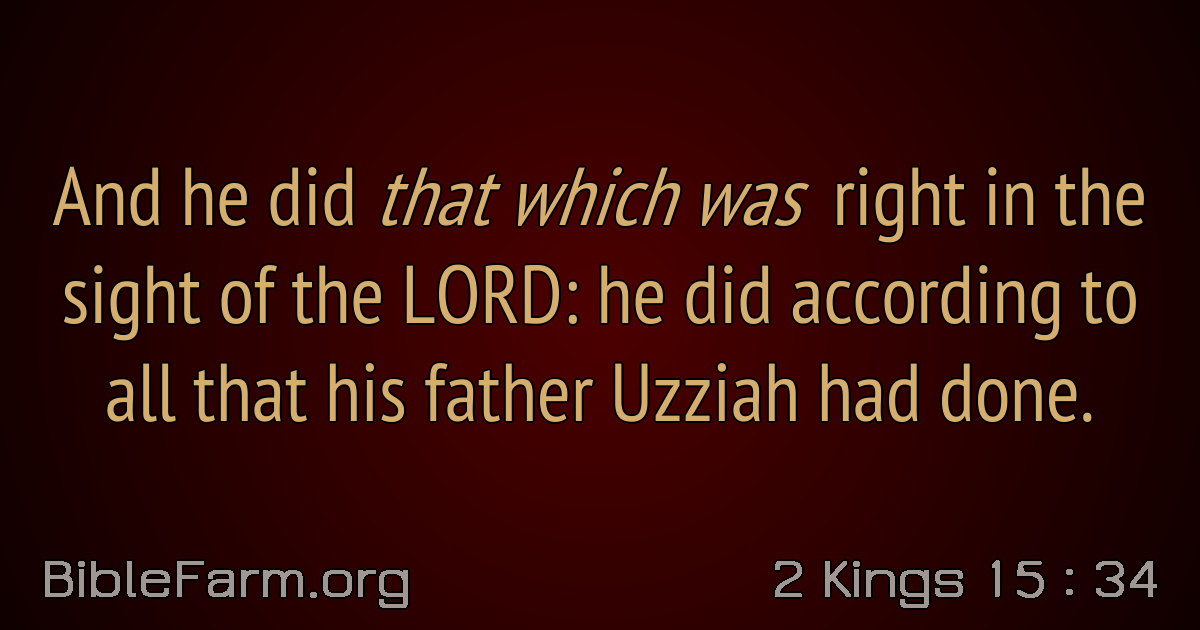 And he did that which was right in the
sight of the LORD: he did according to
all that his father Uzziah had done.
BibleFarm.org
2 Kings 15 : 34